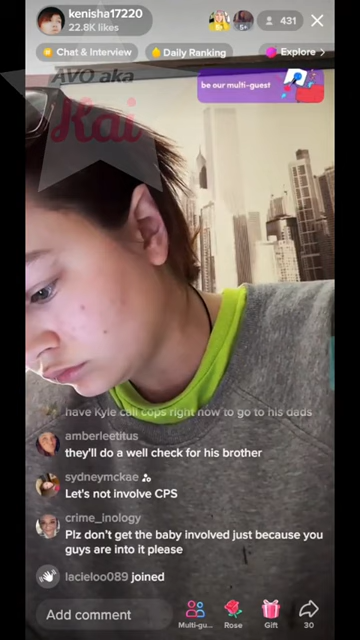 kenisha17220
22.8K likes
5+
431
Chat & Interview
Daily Ranking
Explore >
AVO aka
Kai
be our multi-guest
have Kyle call cops right now to go to his dads
amberleetitus
they'll do a well check for his brother
sydneymckae
Let's not involve CPS
crime_inology
Plz don't get the baby involved just because you
guys are into it please
lacieloo089 joined
Add comment
Multi-gu...
Rose
Gift
30